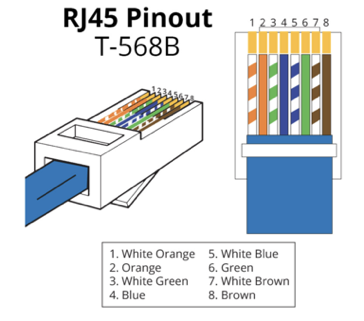 RJ45 Pinout
T-568B
1 2 3 4 5 6 7 8
12345678
1. White Orange
2. Orange
3. White Green
4. Blue
5. White Blue
6. Green
7. White Brown
8. Brown